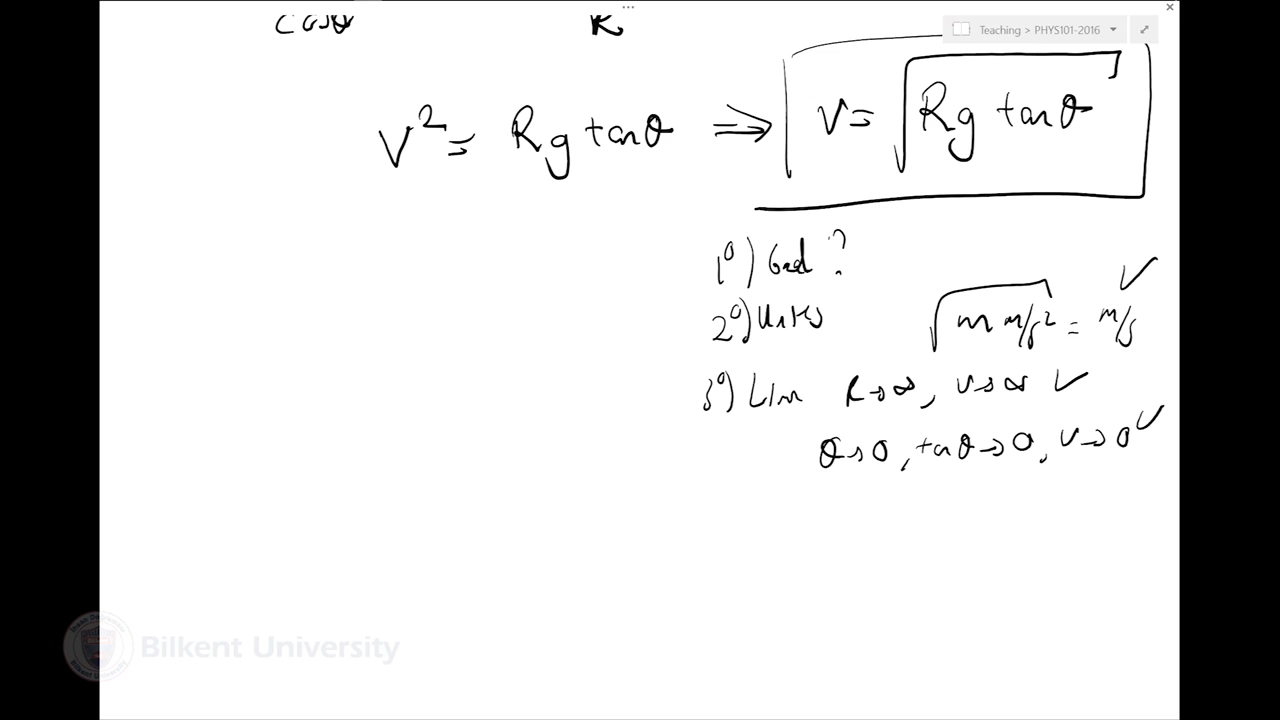 cosθ R
Teaching > PHYS101-2016
V² = Rg tanθ ⇒ V = √(Rg tanθ)
1°) Goal ?
2°) Units √(m m/s²) = m/s ✓
3°) Lim R→∞, v→∞ ✓
θ→0, tanθ→0, v→0 ✓
Bilkent University